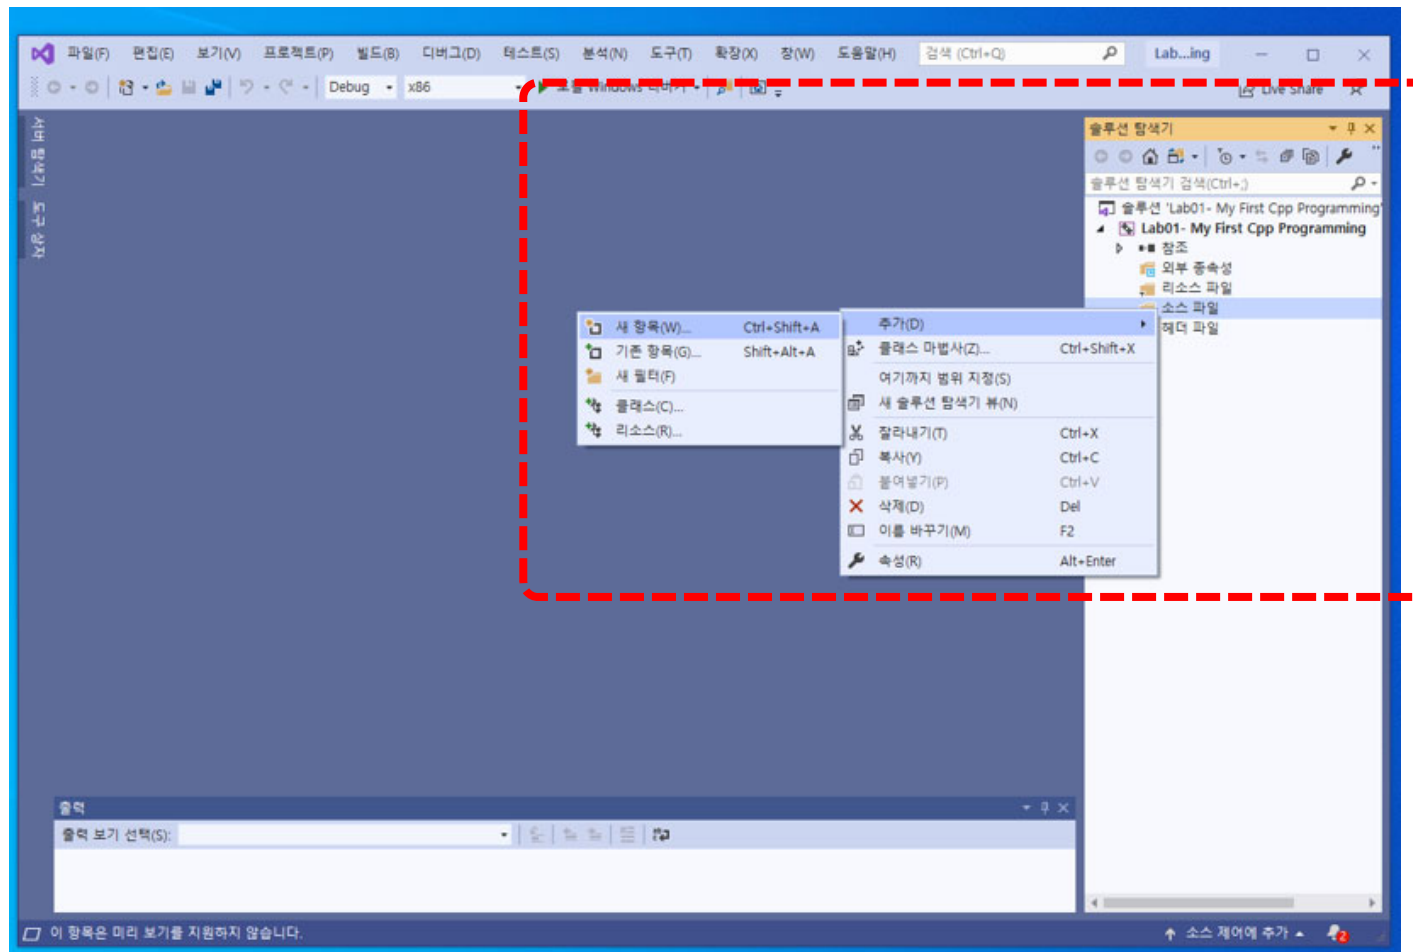 파일(F) 편집(E) 보기(V) 프로젝트(P) 빌드(B) 디버그(D) 테스트(S) 분석(N) 도구(T) 확장(X) 창(W) 도움말(H) 검색 (Ctrl+Q) Lab...ing
Debug x86 로컬 Windows 디버거 Live Share
서버 탐색기
도구 상자
솔루션 탐색기
솔루션 탐색기 검색(Ctrl+;)
솔루션 'Lab01- My First Cpp Programming'
Lab01- My First Cpp Programming
참조
외부 종속성
리소스 파일
소스 파일
헤더 파일
추가(D)
클래스 마법사(Z)... Ctrl+Shift+X
여기까지 범위 지정(S)
새 솔루션 탐색기 뷰(N)
잘라내기(T) Ctrl+X
복사(Y) Ctrl+C
붙여넣기(P) Ctrl+V
삭제(D) Del
이름 바꾸기(M) F2
속성(R) Alt+Enter
새 항목(W)... Ctrl+Shift+A
기존 항목(G)... Shift+Alt+A
새 필터(F)
클래스(C)...
리소스(R)...
출력
출력 보기 선택(S):
이 항목은 미리 보기를 지원하지 않습니다.
소스 제어에 추가
2